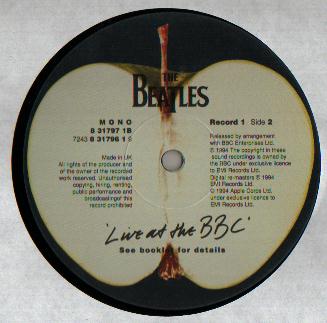 THE
BEATLES
MONO
8 31797 1B
7243 8 31796 1 9
Record 1 Side 2
Made in UK
All rights of the producer and
of the owner of the recorded
work reserved. Unauthorised
copying, hiring, renting,
public performance and
broadcasting of this
record prohibited
Released by arrangement
with BBC Enterprises Ltd.
℗ 1994 The copyright in these
sound recordings is owned by
the BBC under exclusive licence
to EMI Records Ltd.
Digital re-masters ℗ 1994
EMI Records Ltd.
© 1994 Apple Corps Ltd.
under exclusive licence to
EMI Records Ltd.
'Live at the BBC'
See booklet for details